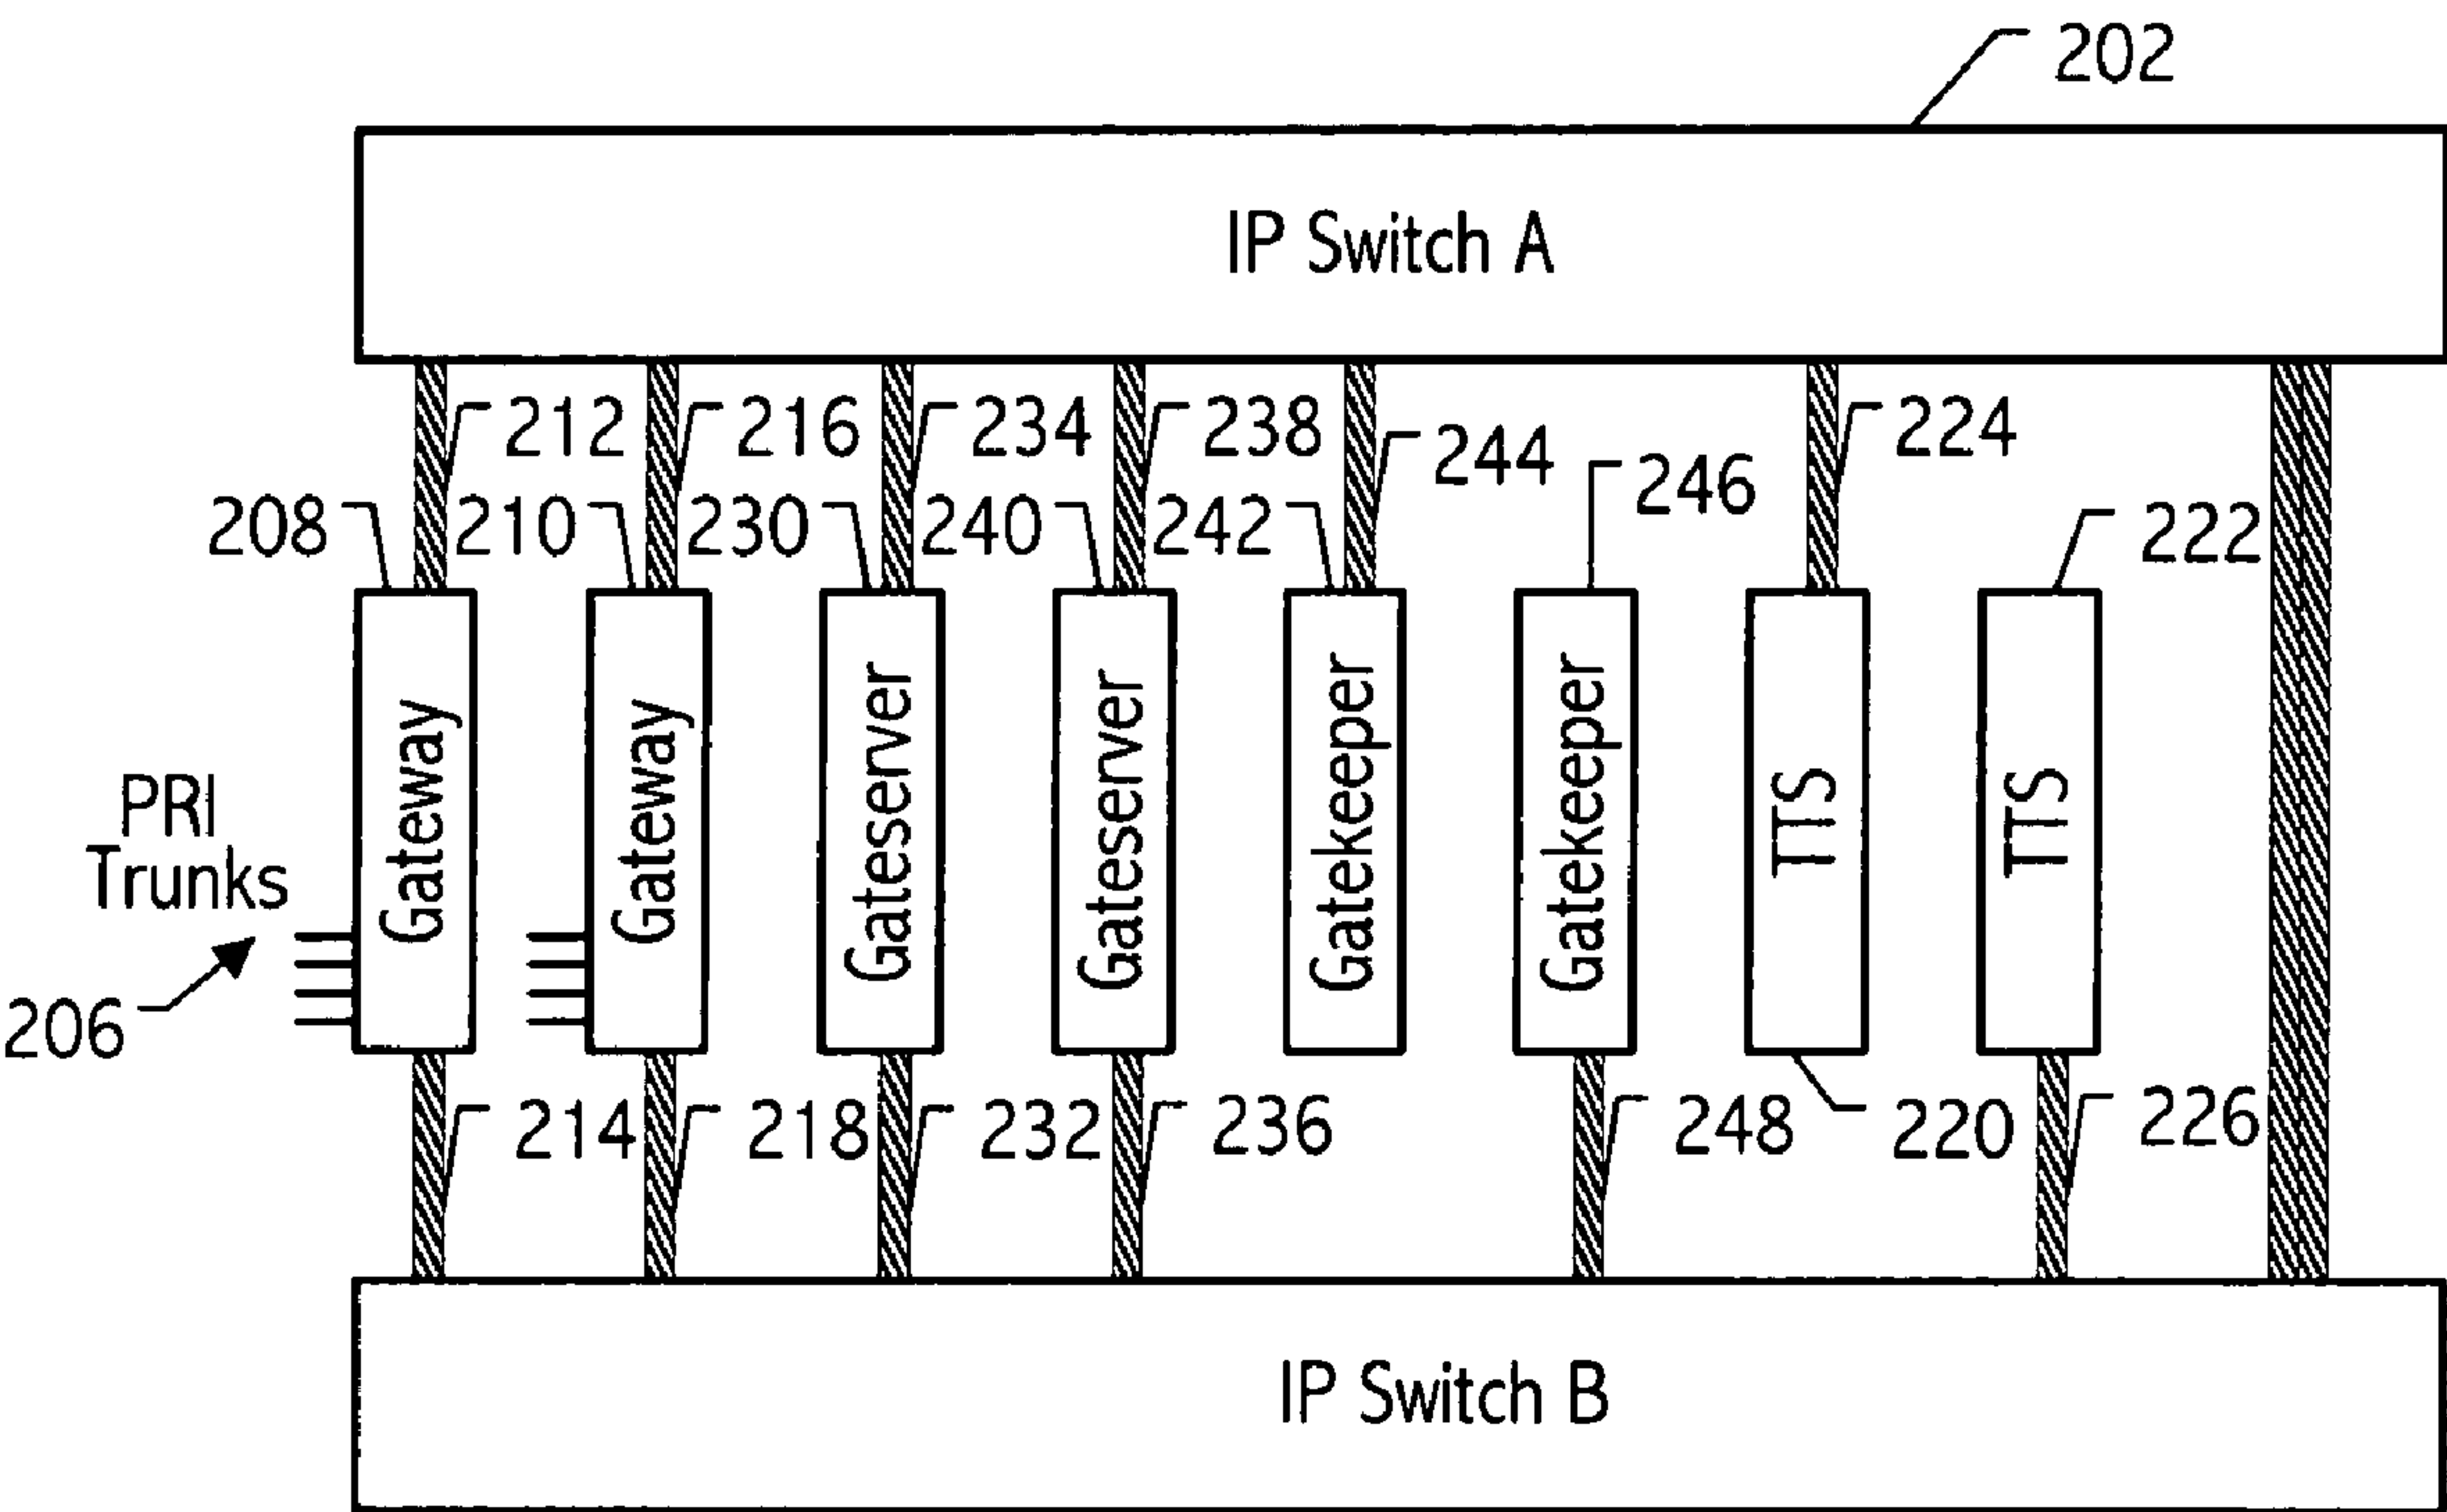 202
IP Switch A
212
216
234
238
244
224
208
210
230
240
242
246
222
Gateway
Gateway
Gateserver
Gateserver
Gatekeeper
Gatekeeper
TTS
TTS
PRI
Trunks
206
214
218
232
236
248
220
226
IP Switch B